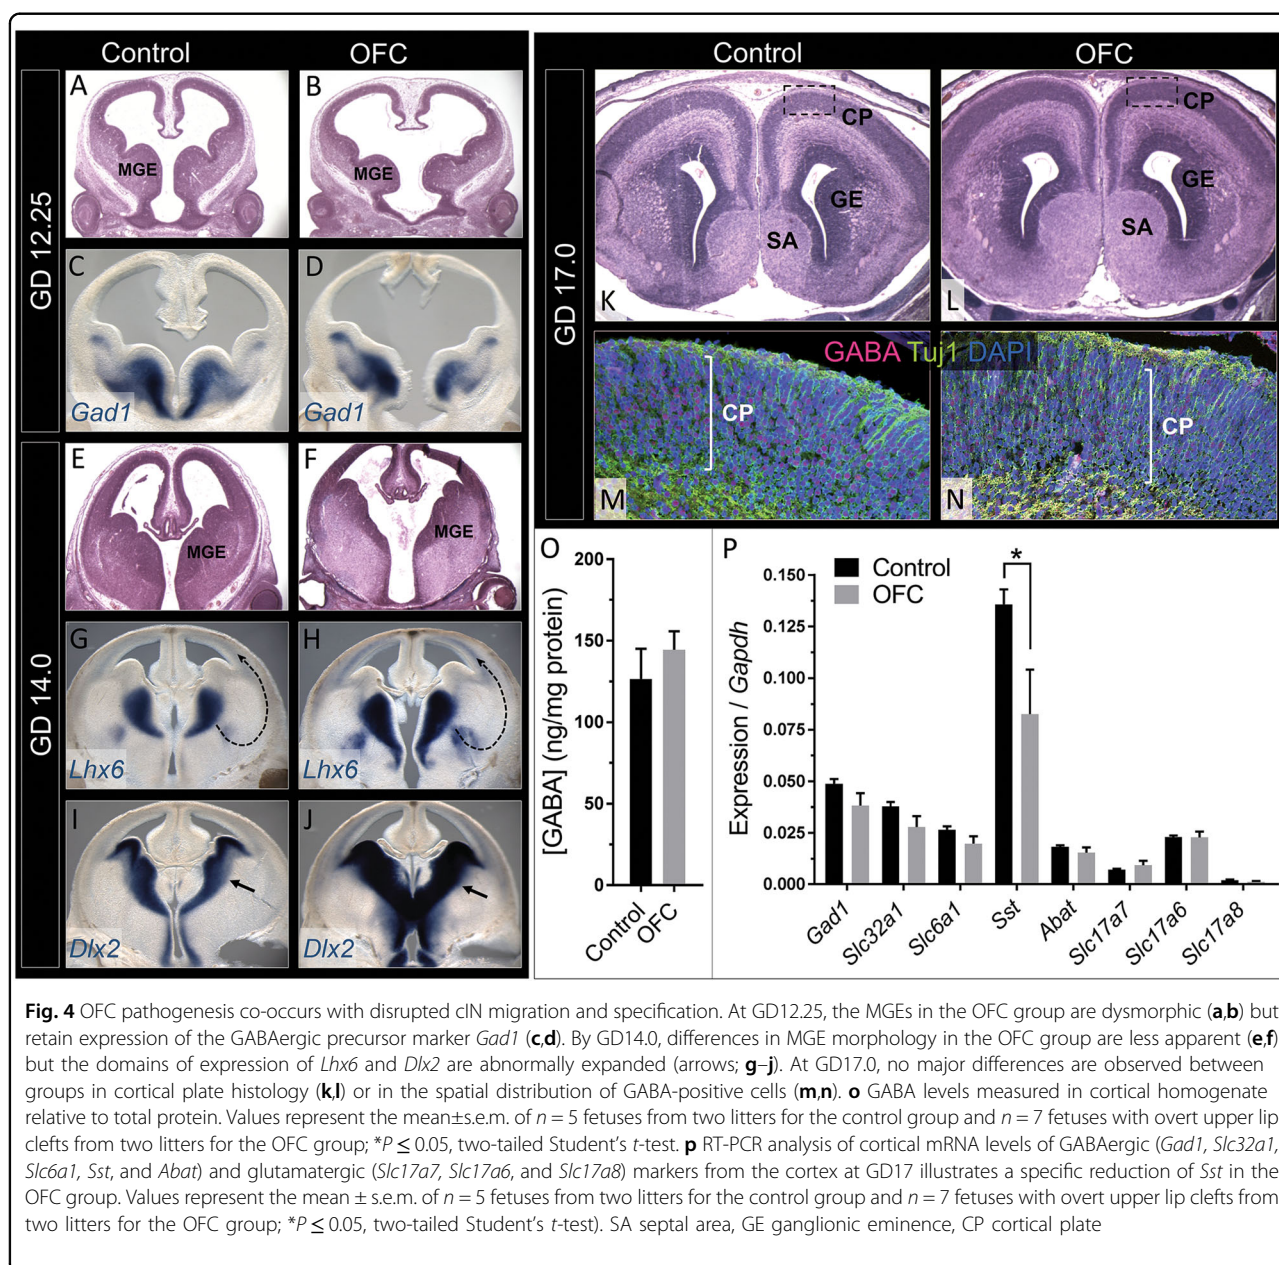 Control
OFC
GD 12.25
A
MGE
B
MGE
C
Gad1
D
Gad1
GD 14.0
E
MGE
F
MGE
G
Lhx6
H
Lhx6
I
Dlx2
J
Dlx2
Control
OFC
GD 17.0
K
CP
GE
SA
L
CP
GE
SA
GABA Tuj1 DAPI
M
CP
N
CP
O
[GABA] (ng/mg protein)
200
150
100
50
0
Control
OFC
P
Expression / Gapdh
0.150
0.125
0.100
0.075
0.050
0.025
0.000
Control
OFC
*
Gad1
Slc32a1
Slc6a1
Sst
Abat
Slc17a7
Slc17a6
Slc17a8
Fig. 4 OFC pathogenesis co-occurs with disrupted cIN migration and specification. At GD12.25, the MGEs in the OFC group are dysmorphic (a,b) but
retain expression of the GABAergic precursor marker Gad1 (c,d). By GD14.0, differences in MGE morphology in the OFC group are less apparent (e,f)
but the domains of expression of Lhx6 and Dlx2 are abnormally expanded (arrows; g–j). At GD17.0, no major differences are observed between
groups in cortical plate histology (k,l) or in the spatial distribution of GABA-positive cells (m,n). o GABA levels measured in cortical homogenate
relative to total protein. Values represent the mean±s.e.m. of n = 5 fetuses from two litters for the control group and n = 7 fetuses with overt upper lip
clefts from two litters for the OFC group; *P ≤ 0.05, two-tailed Student's t-test. p RT-PCR analysis of cortical mRNA levels of GABAergic (Gad1, Slc32a1,
Slc6a1, Sst, and Abat) and glutamatergic (Slc17a7, Slc17a6, and Slc17a8) markers from the cortex at GD17 illustrates a specific reduction of Sst in the
OFC group. Values represent the mean ± s.e.m. of n = 5 fetuses from two litters for the control group and n = 7 fetuses with overt upper lip clefts from
two litters for the OFC group; *P ≤ 0.05, two-tailed Student's t-test). SA septal area, GE ganglionic eminence, CP cortical plate